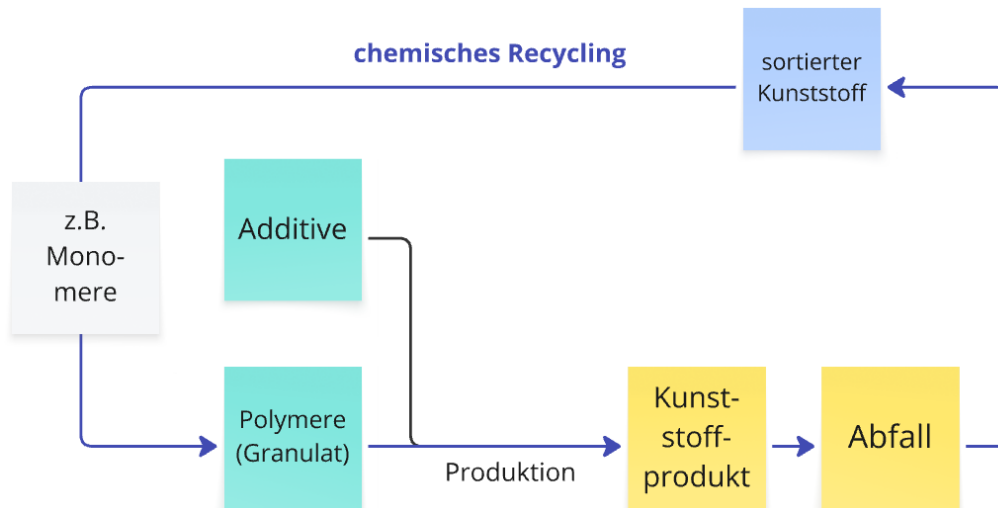 chemisches Recycling
sortierter
Kunststoff
z.B.
Mono-
mere
Additive
Polymere
(Granulat)
Produktion
Kunst-
stoff-
produkt
Abfall